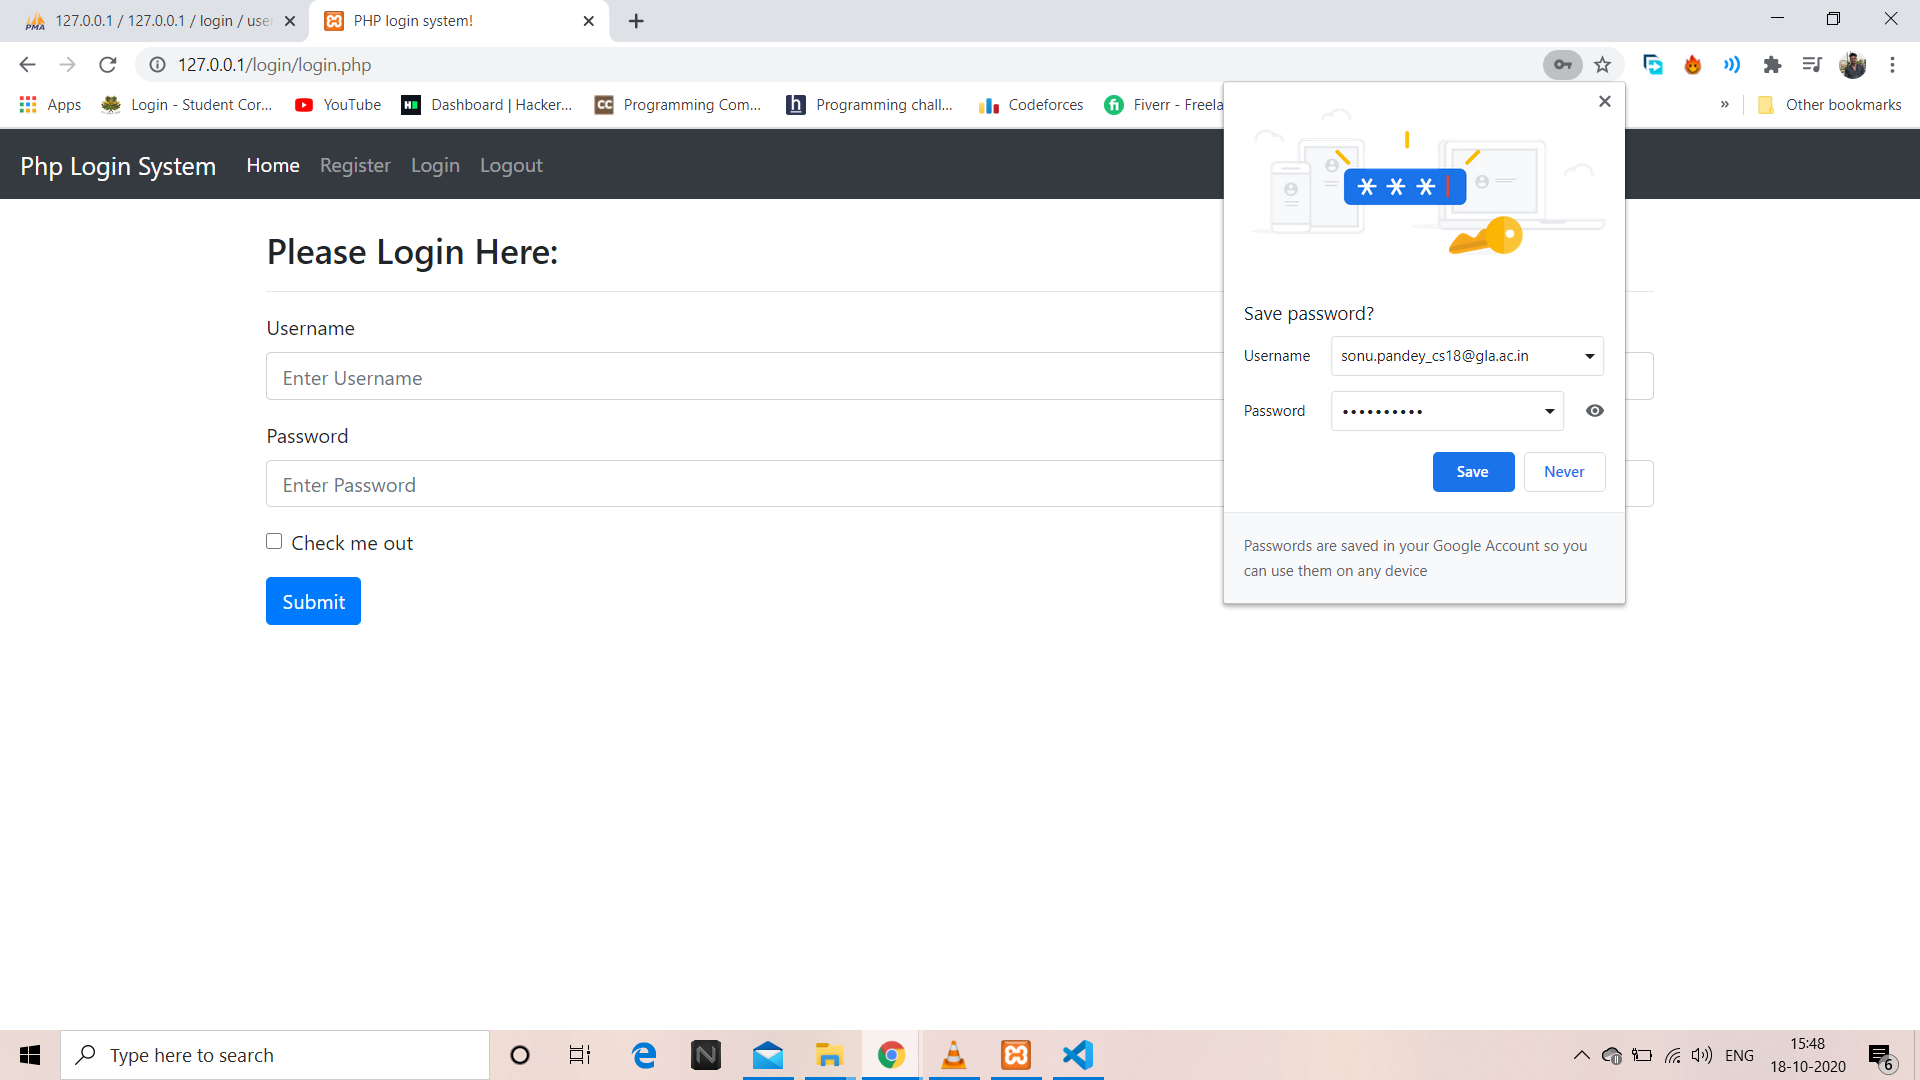 127.0.0.1 / 127.0.0.1 / login / user
PHP login system!
127.0.0.1/login/login.php
Apps
Login - Student Cor...
YouTube
Dashboard | Hacker...
Programming Com...
Programming chall...
Codeforces
Fiverr - Freela
»
Other bookmarks
Php Login System Home Register Login Logout
Please Login Here:
Username
Enter Username
Password
Enter Password
Check me out
Submit
Save password?
Username sonu.pandey_cs18@gla.ac.in
Password ••••••••••
Save Never
Passwords are saved in your Google Account so you
can use them on any device
Type here to search
ENG
15:48
18-10-2020
6